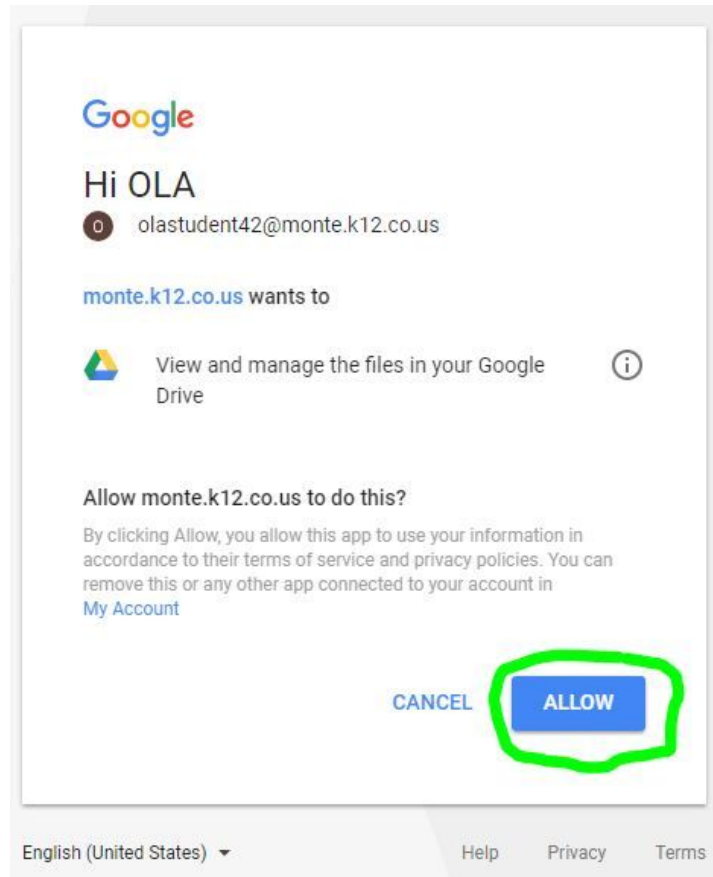 Google
Hi OLA
O olastudent42@monte.k12.co.us
monte.k12.co.us wants to
View and manage the files in your Google
Drive
Allow monte.k12.co.us to do this?
By clicking Allow, you allow this app to use your information in
accordance to their terms of service and privacy policies. You can
remove this or any other app connected to your account in
My Account
CANCEL ALLOW
English (United States) Help Privacy Terms